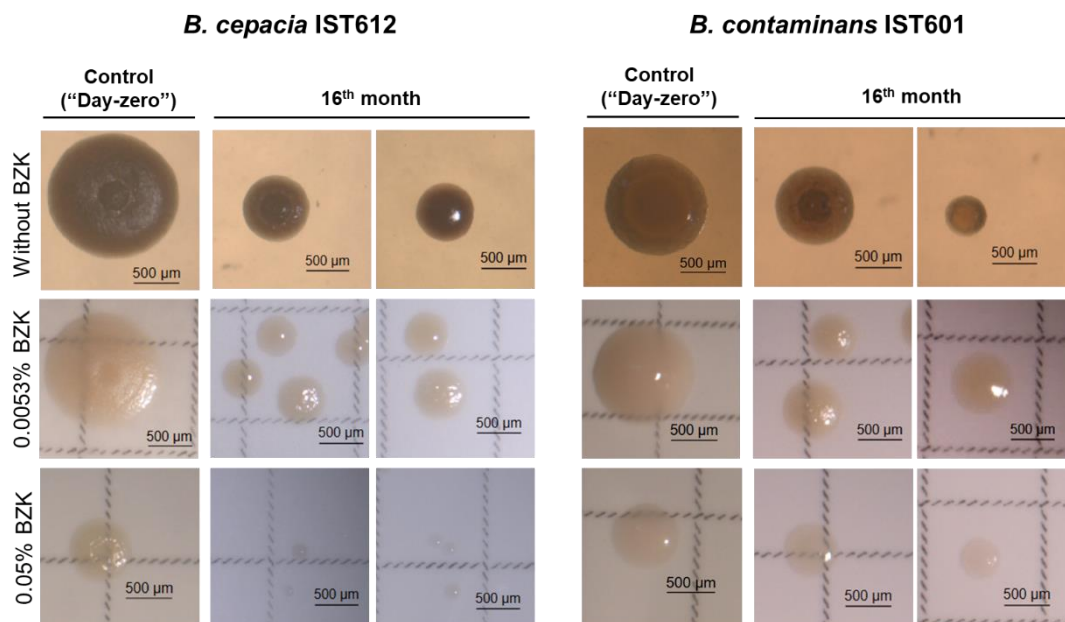 B. cepacia IST612
B. contaminans IST601
Control
("Day-zero")
16th month
Control
("Day-zero")
16th month
Without BZK
500 µm
500 µm
500 µm
500 µm
500 µm
500 µm
0.0053% BZK
500 µm
500 µm
500 µm
500 µm
500 µm
500 µm
0.05% BZK
500 µm
500 µm
500 µm
500 µm
500 µm
500 µm